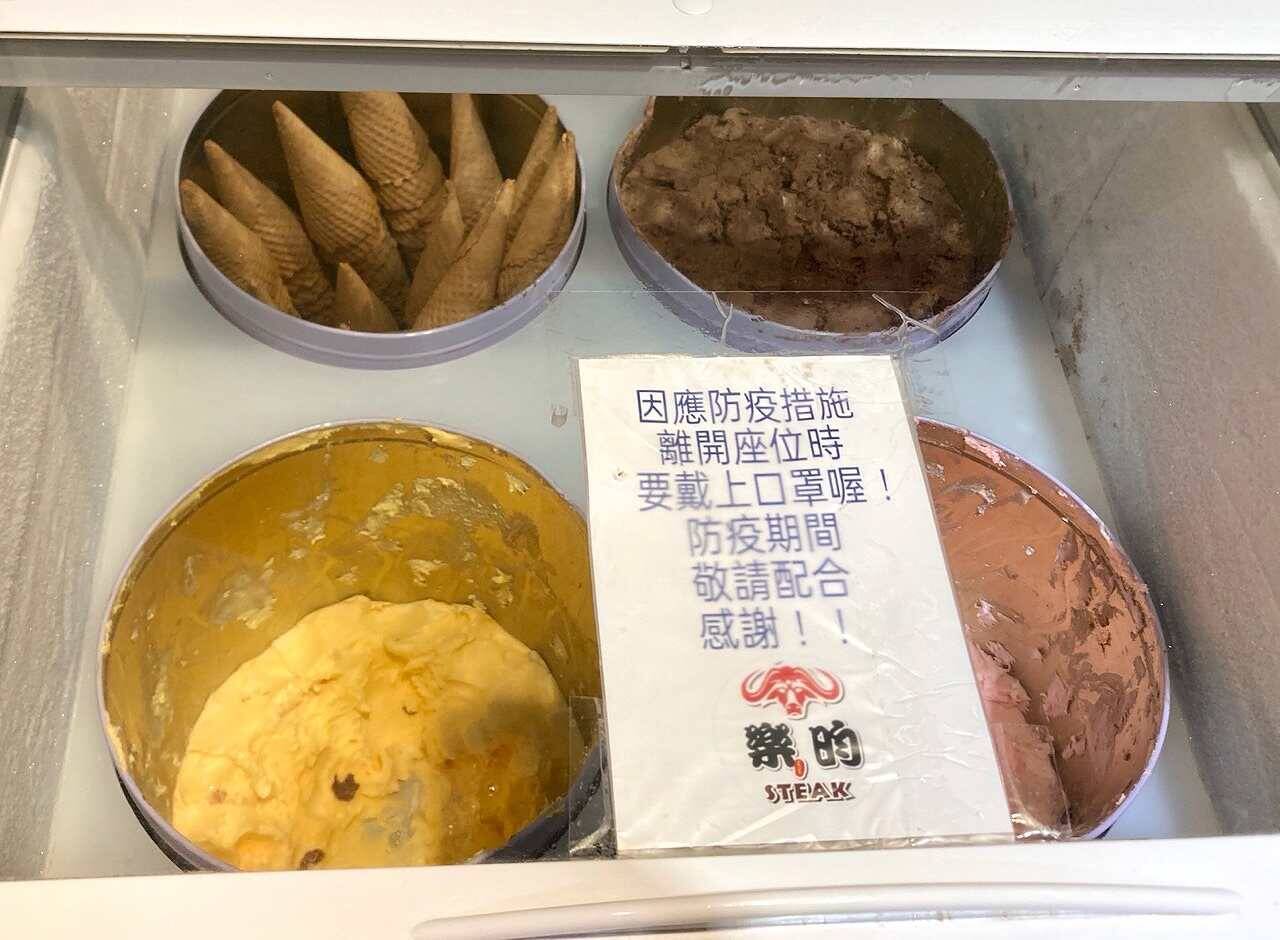 因應防疫措施
離開座位時
要戴上口罩喔！
防疫期間
敬請配合
感謝！！
樂昀
STEAK